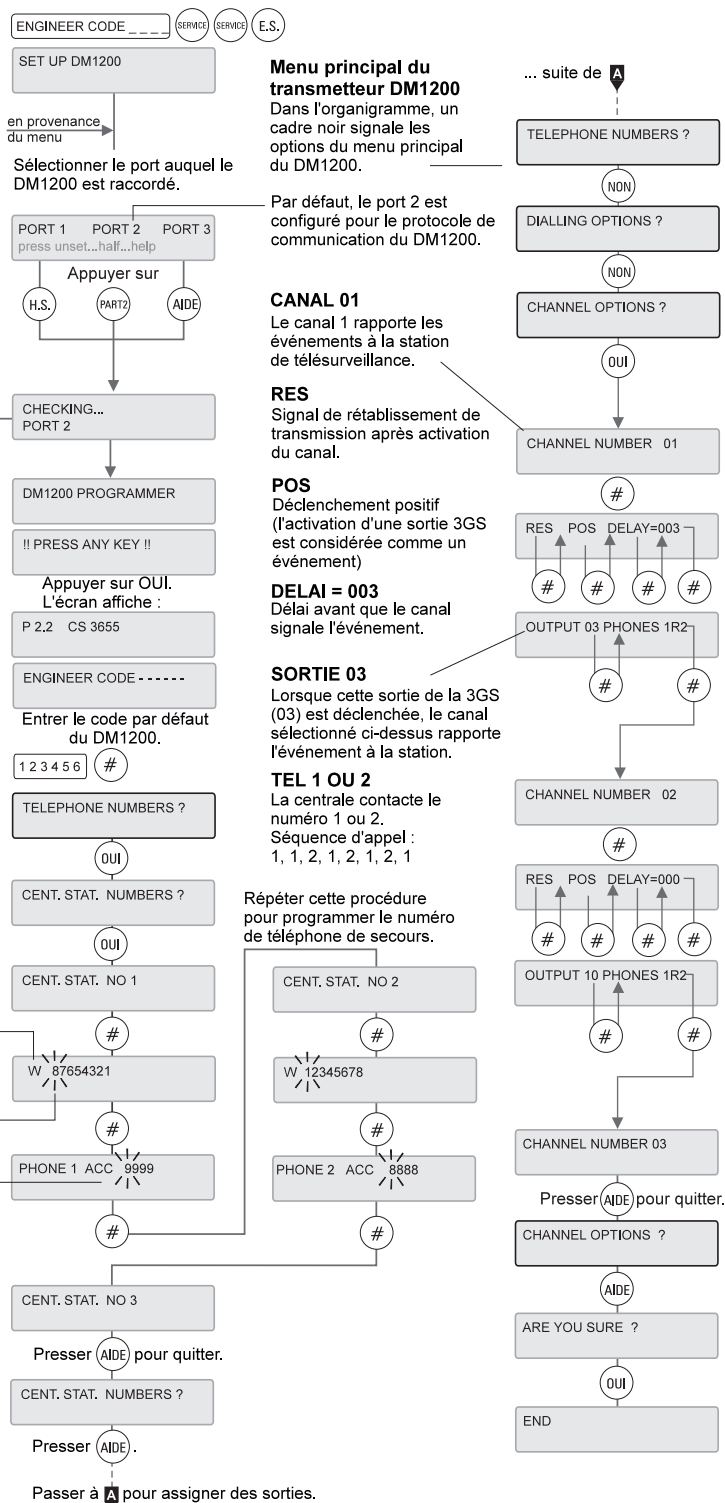 ENGINEER CODE _ _ _ _ SERVICE SERVICE E.S.
SET UP DM1200
en provenance
du menu
Sélectionner le port auquel le
DM1200 est raccordé.
PORT 1 PORT 2 PORT 3
press unset...half...help
Appuyer sur
H.S. PART2 AIDE
CHECKING...
PORT 2
DM1200 PROGRAMMER
!! PRESS ANY KEY !!
Appuyer sur OUI.
L'écran affiche :
P 2.2 CS 3655
ENGINEER CODE - - - - - -
Entrer le code par défaut
du DM1200.
1 2 3 4 5 6 #
TELEPHONE NUMBERS ?
OUI
CENT. STAT. NUMBERS ?
OUI
CENT. STAT. NO 1
#
W 87654321
#
PHONE 1 ACC 9999
#
Menu principal du
transmetteur DM1200
Dans l'organigramme, un
cadre noir signale les
options du menu principal
du DM1200.
Par défaut, le port 2 est
configuré pour le protocole de
communication du DM1200.
CANAL 01
Le canal 1 rapporte les
événements à la station
de télésurveillance.
RES
Signal de rétablissement de
transmission après activation
du canal.
POS
Déclenchement positif
(l'activation d'une sortie 3GS
est considérée comme un
événement)
DELAI = 003
Délai avant que le canal
signale l'événement.
SORTIE 03
Lorsque cette sortie de la 3GS
(03) est déclenchée, le canal
sélectionné ci-dessus rapporte
l'événement à la station.
TEL 1 OU 2
La centrale contacte le
numéro 1 ou 2.
Séquence d'appel :
1, 1, 2, 1, 2, 1, 2, 1
Répéter cette procédure
pour programmer le numéro
de téléphone de secours.
CENT. STAT. NO 2
#
W 12345678
#
PHONE 2 ACC 8888
#
CENT. STAT. NO 3
Presser AIDE pour quitter.
CENT. STAT. NUMBERS ?
Presser AIDE.
Passer à A pour assigner des sorties.
... suite de A
TELEPHONE NUMBERS ?
NON
DIALLING OPTIONS ?
NON
CHANNEL OPTIONS ?
OUI
CHANNEL NUMBER 01
#
RES POS DELAY=003
# # # #
OUTPUT 03 PHONES 1R2
# #
CHANNEL NUMBER 02
#
RES POS DELAY=000
# # # #
OUTPUT 10 PHONES 1R2
# #
CHANNEL NUMBER 03
Presser AIDE pour quitter.
CHANNEL OPTIONS ?
AIDE
ARE YOU SURE ?
OUI
END